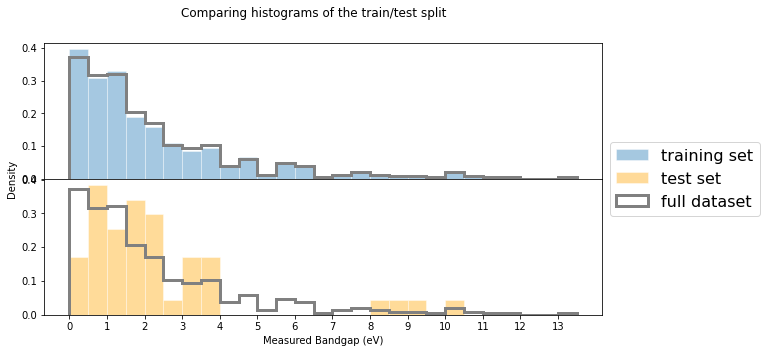 Comparing histograms of the train/test split
0.4
0.3
0.2
0.1
0.4
0.3
0.2
0.1
0.0
Density
0 1 2 3 4 5 6 7 8 9 10 11 12 13
Measured Bandgap (eV)
training set
test set
full dataset